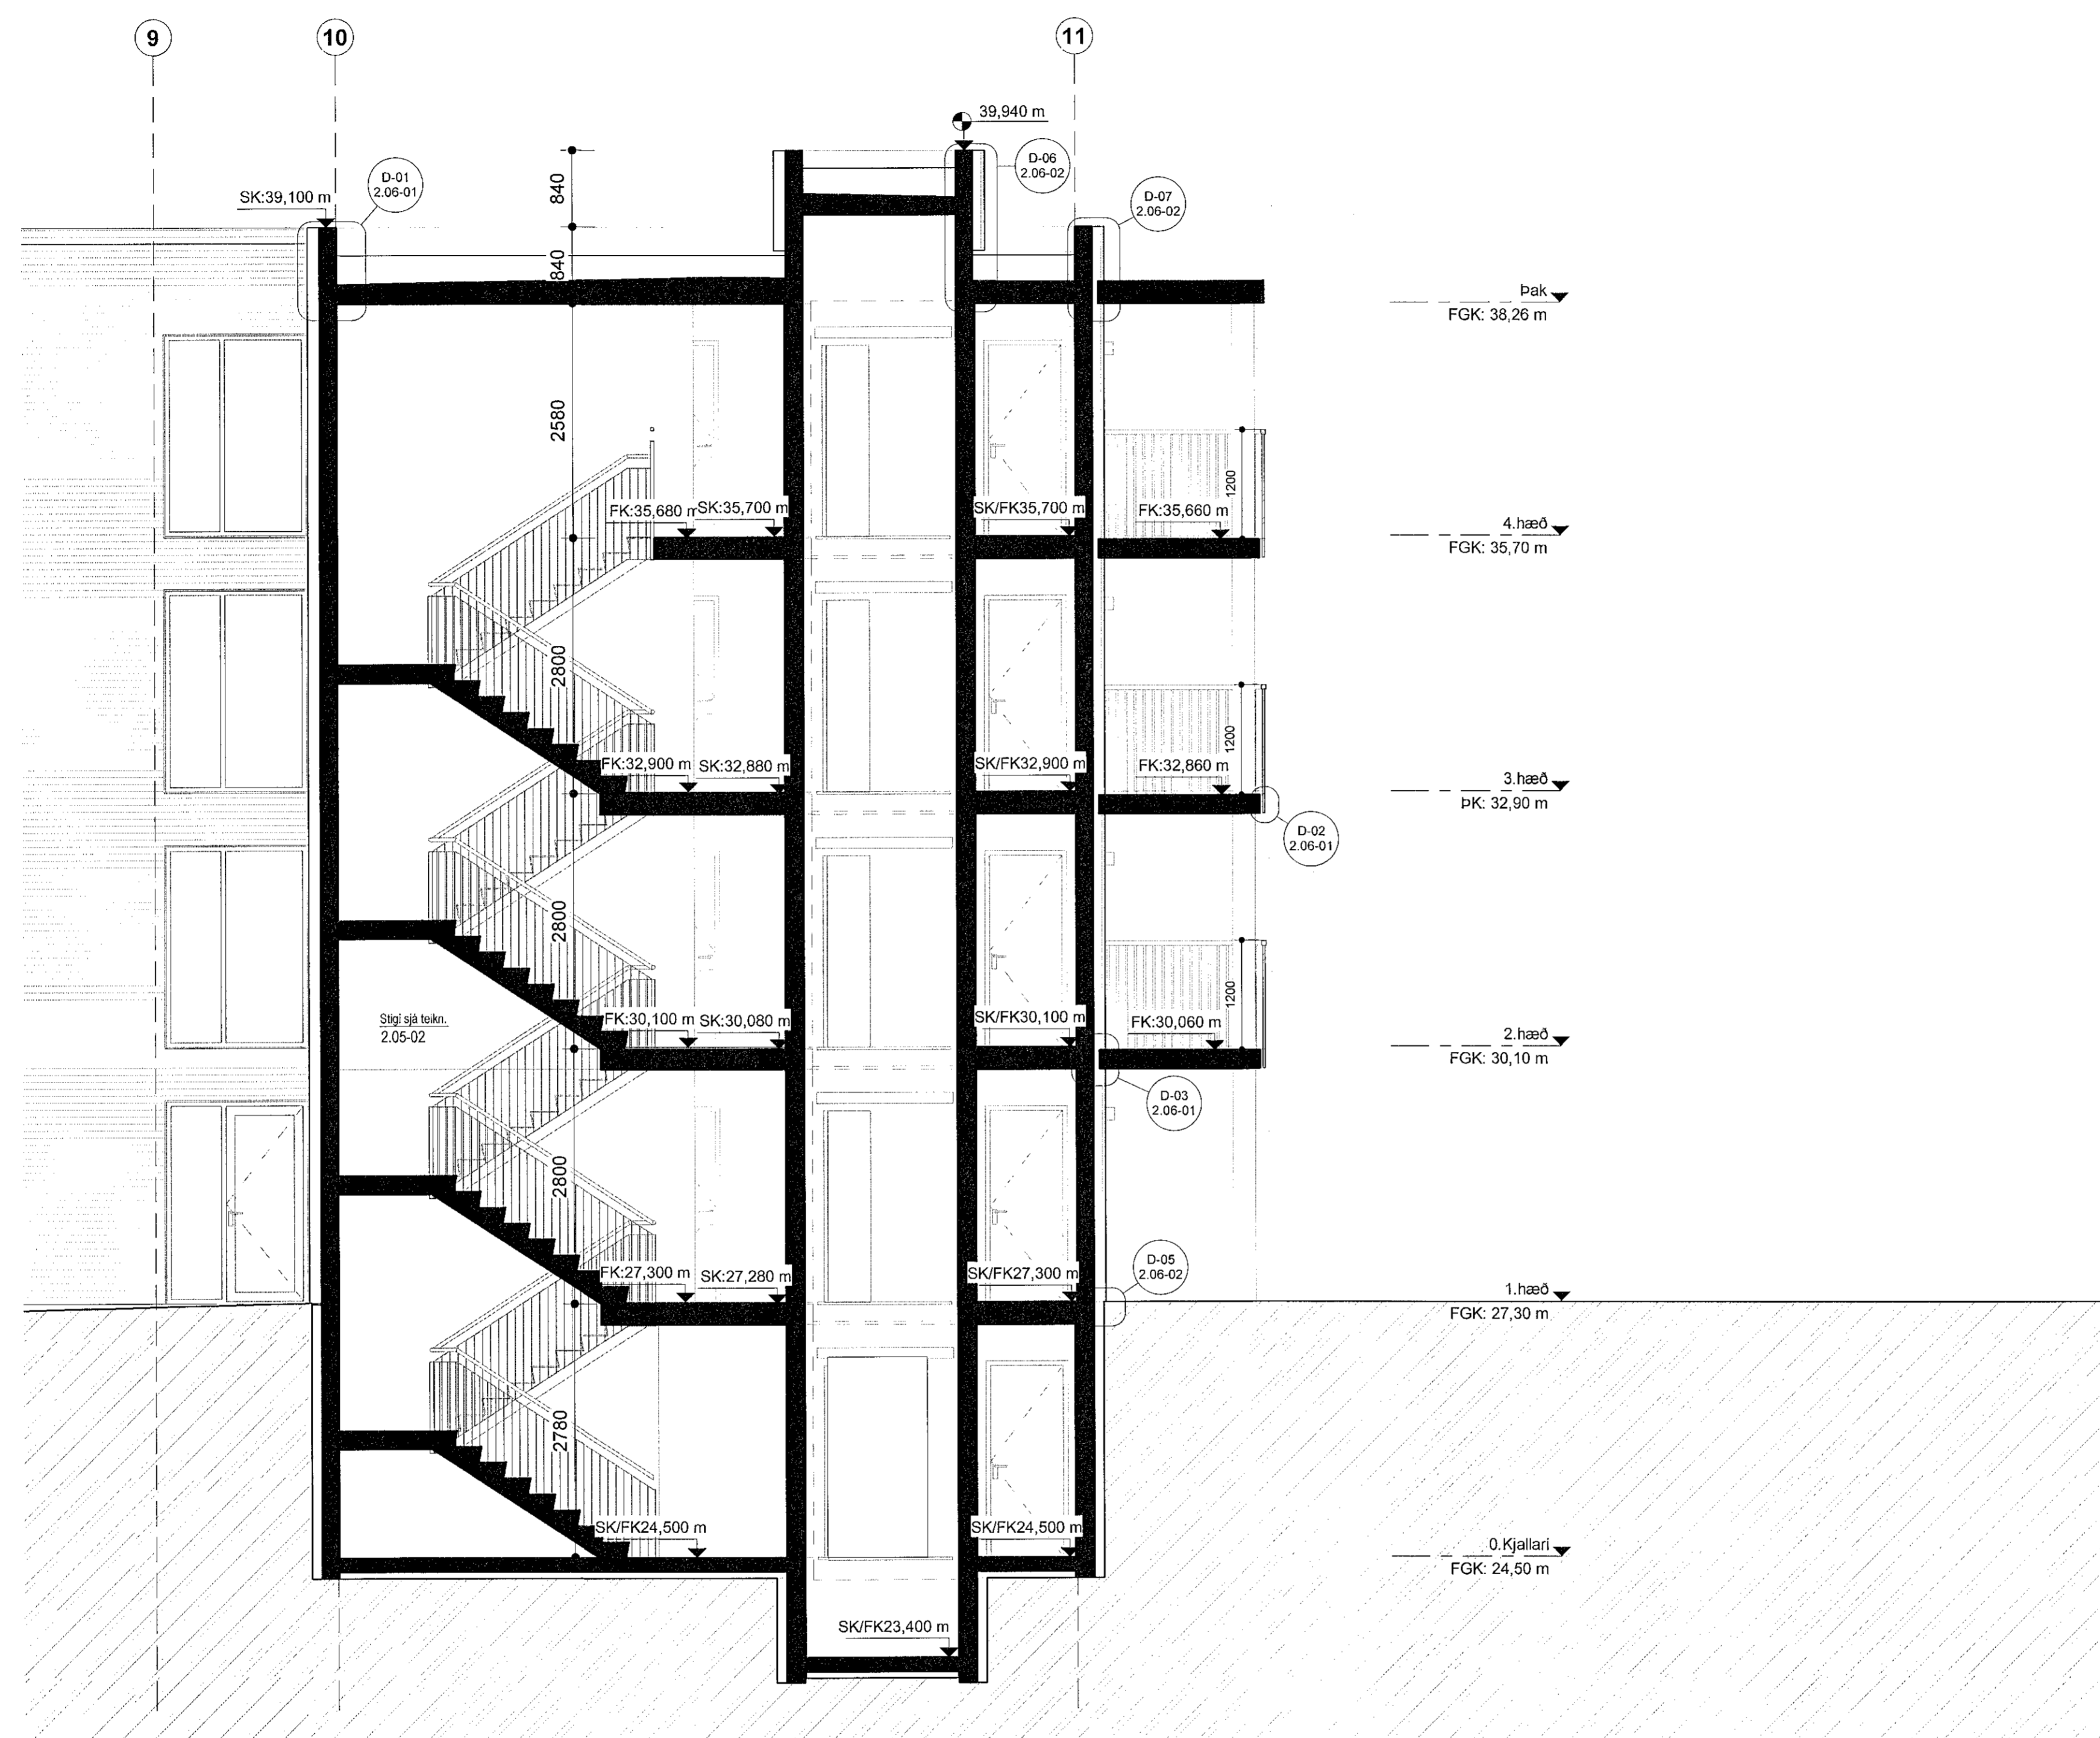 9
10
11
39,940 m
D-06
2.06-02
D-01
2.06-01
SK:39,100 m
D-07
2.06-02
840
840
Þak
FGK: 38,26 m
2580
1200
FK:35,680 m
SK:35,700 m
SK/FK35,700 m
FK:35,660 m
4.hæð
FGK: 35,70 m
2800
1200
FK:32,900 m
SK:32,880 m
SK/FK32,900 m
FK:32,860 m
3.hæð
ÞK: 32,90 m
D-02
2.06-01
2800
1200
Stigi sjá teikn.
2.05-02
FK:30,100 m
SK:30,080 m
SK/FK30,100 m
FK:30,060 m
2.hæð
FGK: 30,10 m
D-03
2.06-01
2800
D-05
2.06-02
FK:27,300 m
SK:27,280 m
SK/FK27,300 m
1.hæð
FGK: 27,30 m
2780
SK/FK24,500 m
SK/FK24,500 m
0.Kjallari
FGK: 24,50 m
SK/FK23,400 m